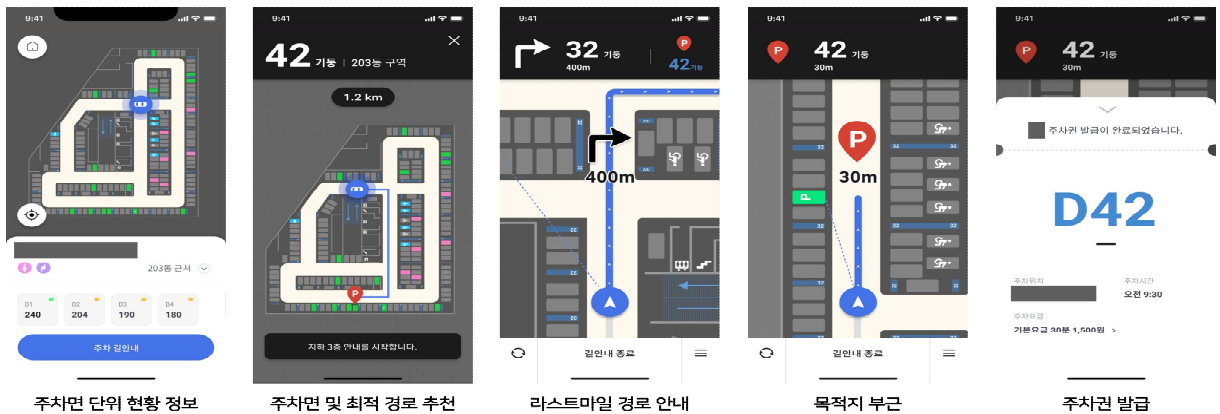 9:41
203동 근처
D1
240
D2
204
D3
190
D4
180
주차 길안내
주차면 단위 현황 정보
9:41
42 기둥 | 203동 구역
1.2 km
P
지하 3층 안내를 시작합니다.
주차면 및 최적 경로 추천
9:41
32 기둥
400m
P
42기둥
400m
길안내 종료
라스트마일 경로 안내
9:41
P
42 기둥
30m
P
30m
P
길안내 종료
목적지 부근
9:41
P
42 기둥
30m
주차권 발급이 완료되었습니다.
D42
주차위치
주차시간
오전 9:30
주차요금
기본요금 30분 1,500원 >
주차권 발급